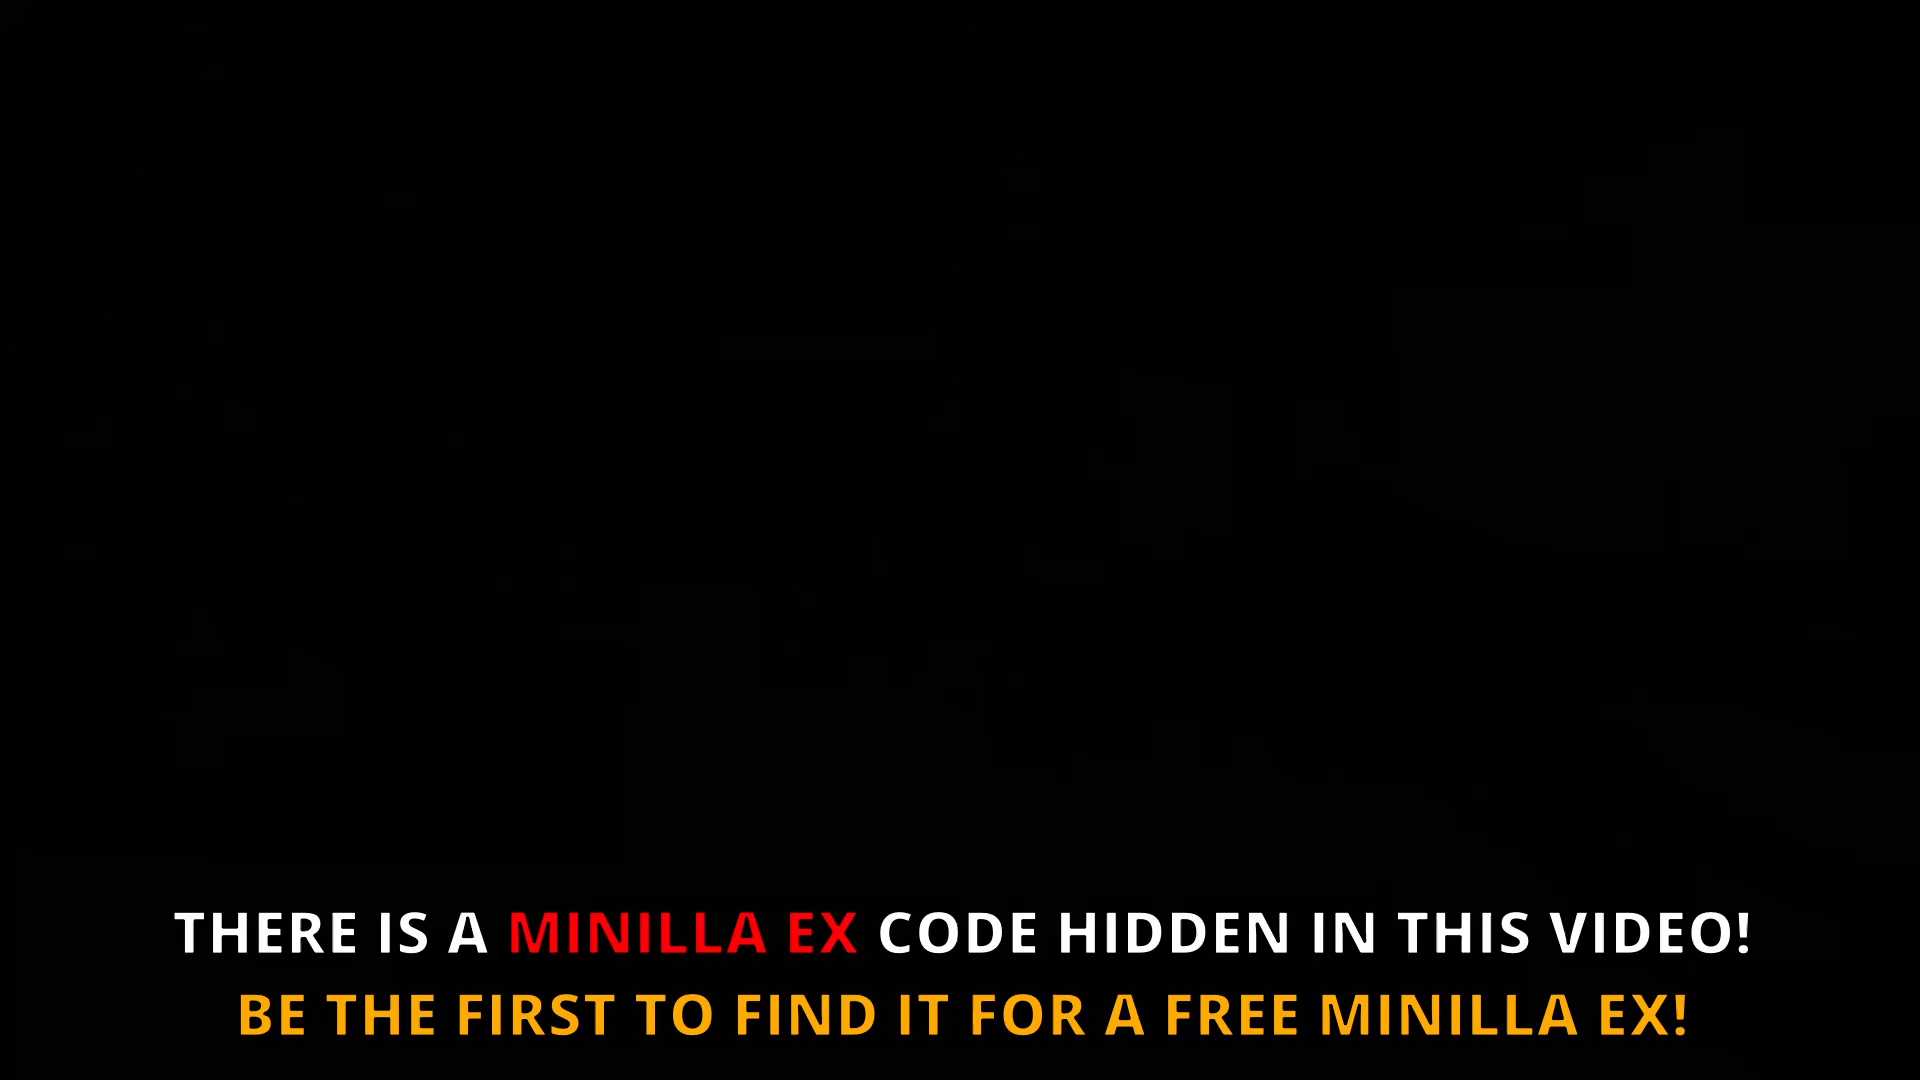 THERE IS A MINILLA EX CODE HIDDEN IN THIS VIDEO!
BE THE FIRST TO FIND IT FOR A FREE MINILLA EX!